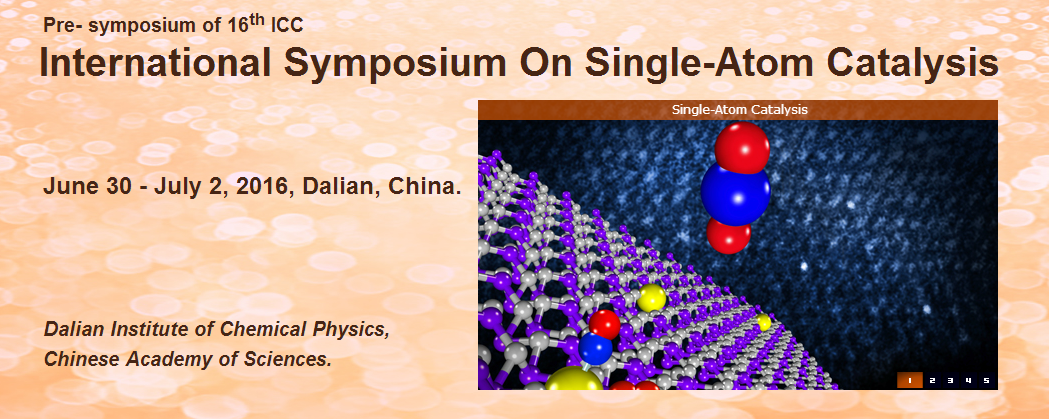 Pre- symposium of 16th ICC
International Symposium On Single-Atom Catalysis
Single-Atom Catalysis
June 30 - July 2, 2016, Dalian, China.
Dalian Institute of Chemical Physics,
Chinese Academy of Sciences.
1 2 3 4 5